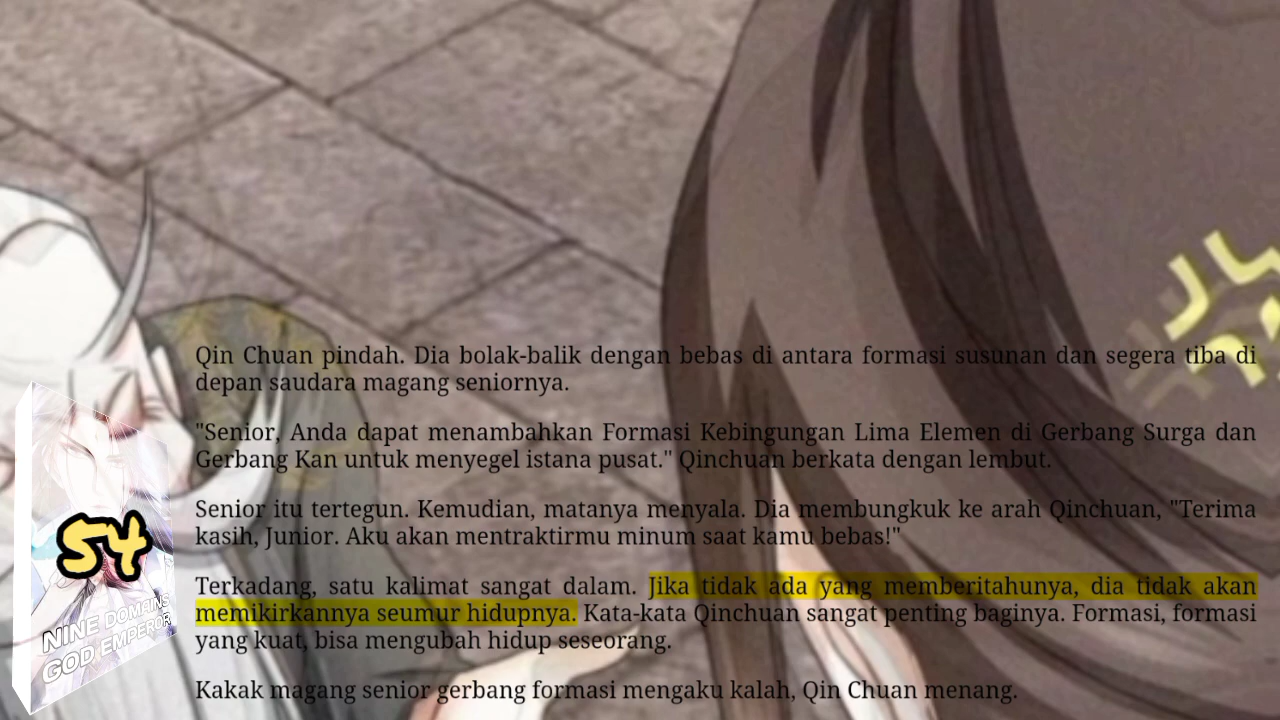 Qin Chuan pindah. Dia bolak-balik dengan bebas di antara formasi susunan dan segera tiba di
depan saudara magang seniornya.
"Senior, Anda dapat menambahkan Formasi Kebingungan Lima Elemen di Gerbang Surga dan
Gerbang Kan untuk menyegel istana pusat." Qinchuan berkata dengan lembut.
Senior itu tertegun. Kemudian, matanya menyala. Dia membungkuk ke arah Qinchuan, "Terima
kasih, Junior. Aku akan mentraktirmu minum saat kamu bebas!"
Terkadang, satu kalimat sangat dalam. Jika tidak ada yang memberitahunya, dia tidak akan
memikirkannya seumur hidupnya. Kata-kata Qinchuan sangat penting baginya. Formasi, formasi
yang kuat, bisa mengubah hidup seseorang.
Kakak magang senior gerbang formasi mengaku kalah, Qin Chuan menang.
54
NINE DOMAINS
GOD EMPEROR